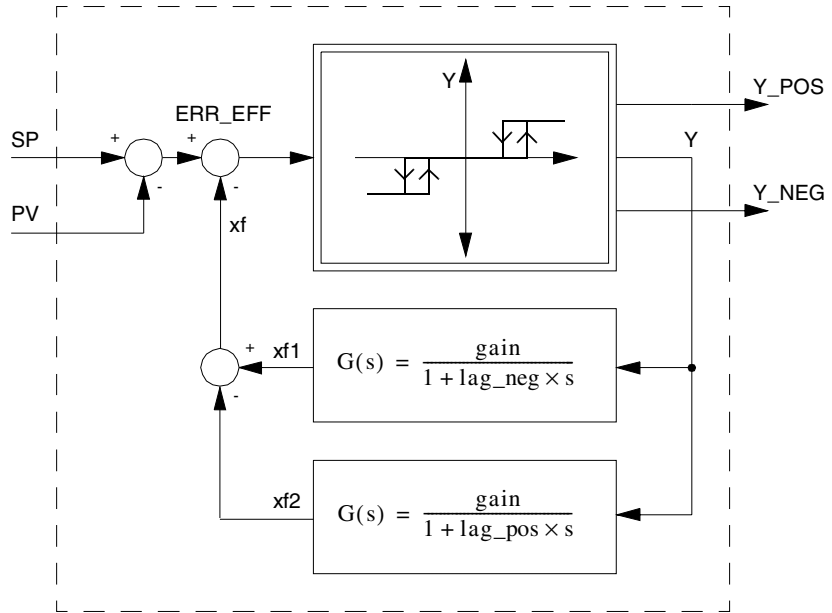 Y_POS
Y
ERR_EFF
SP
+
+
Y
-
-
PV
Y_NEG
xf
+
xf1
G(s) = gain / 1 + lag_neg × s
-
xf2
G(s) = gain / 1 + lag_pos × s